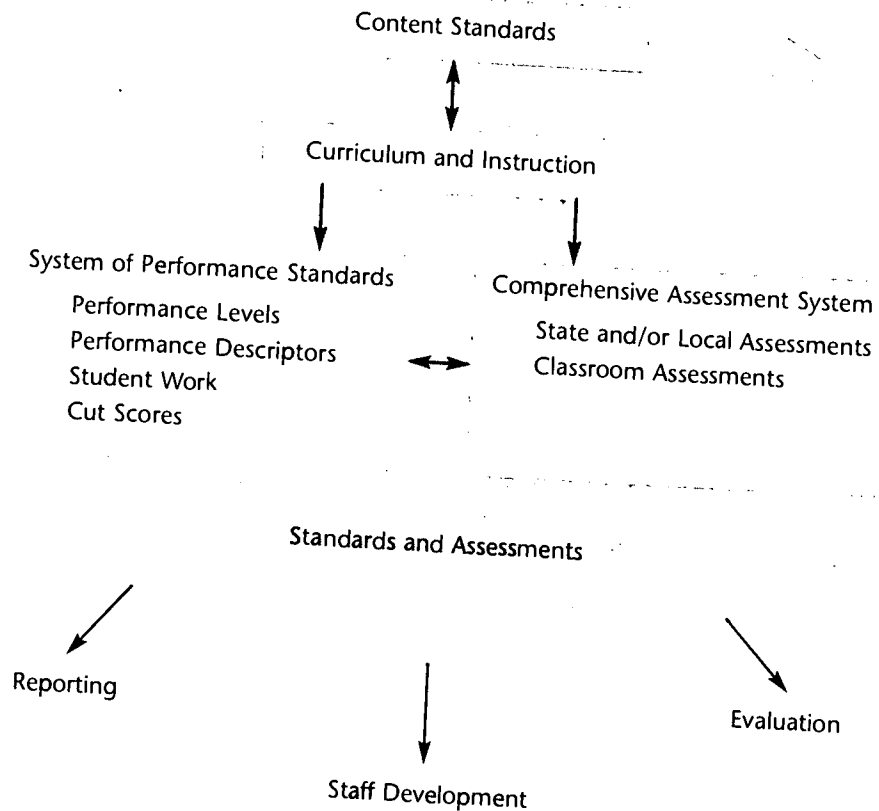 Content Standards
Curriculum and Instruction
System of Performance Standards
Performance Levels
Performance Descriptors
Student Work
Cut Scores
Comprehensive Assessment System
State and/or Local Assessments
Classroom Assessments
Standards and Assessments
Reporting
Staff Development
Evaluation